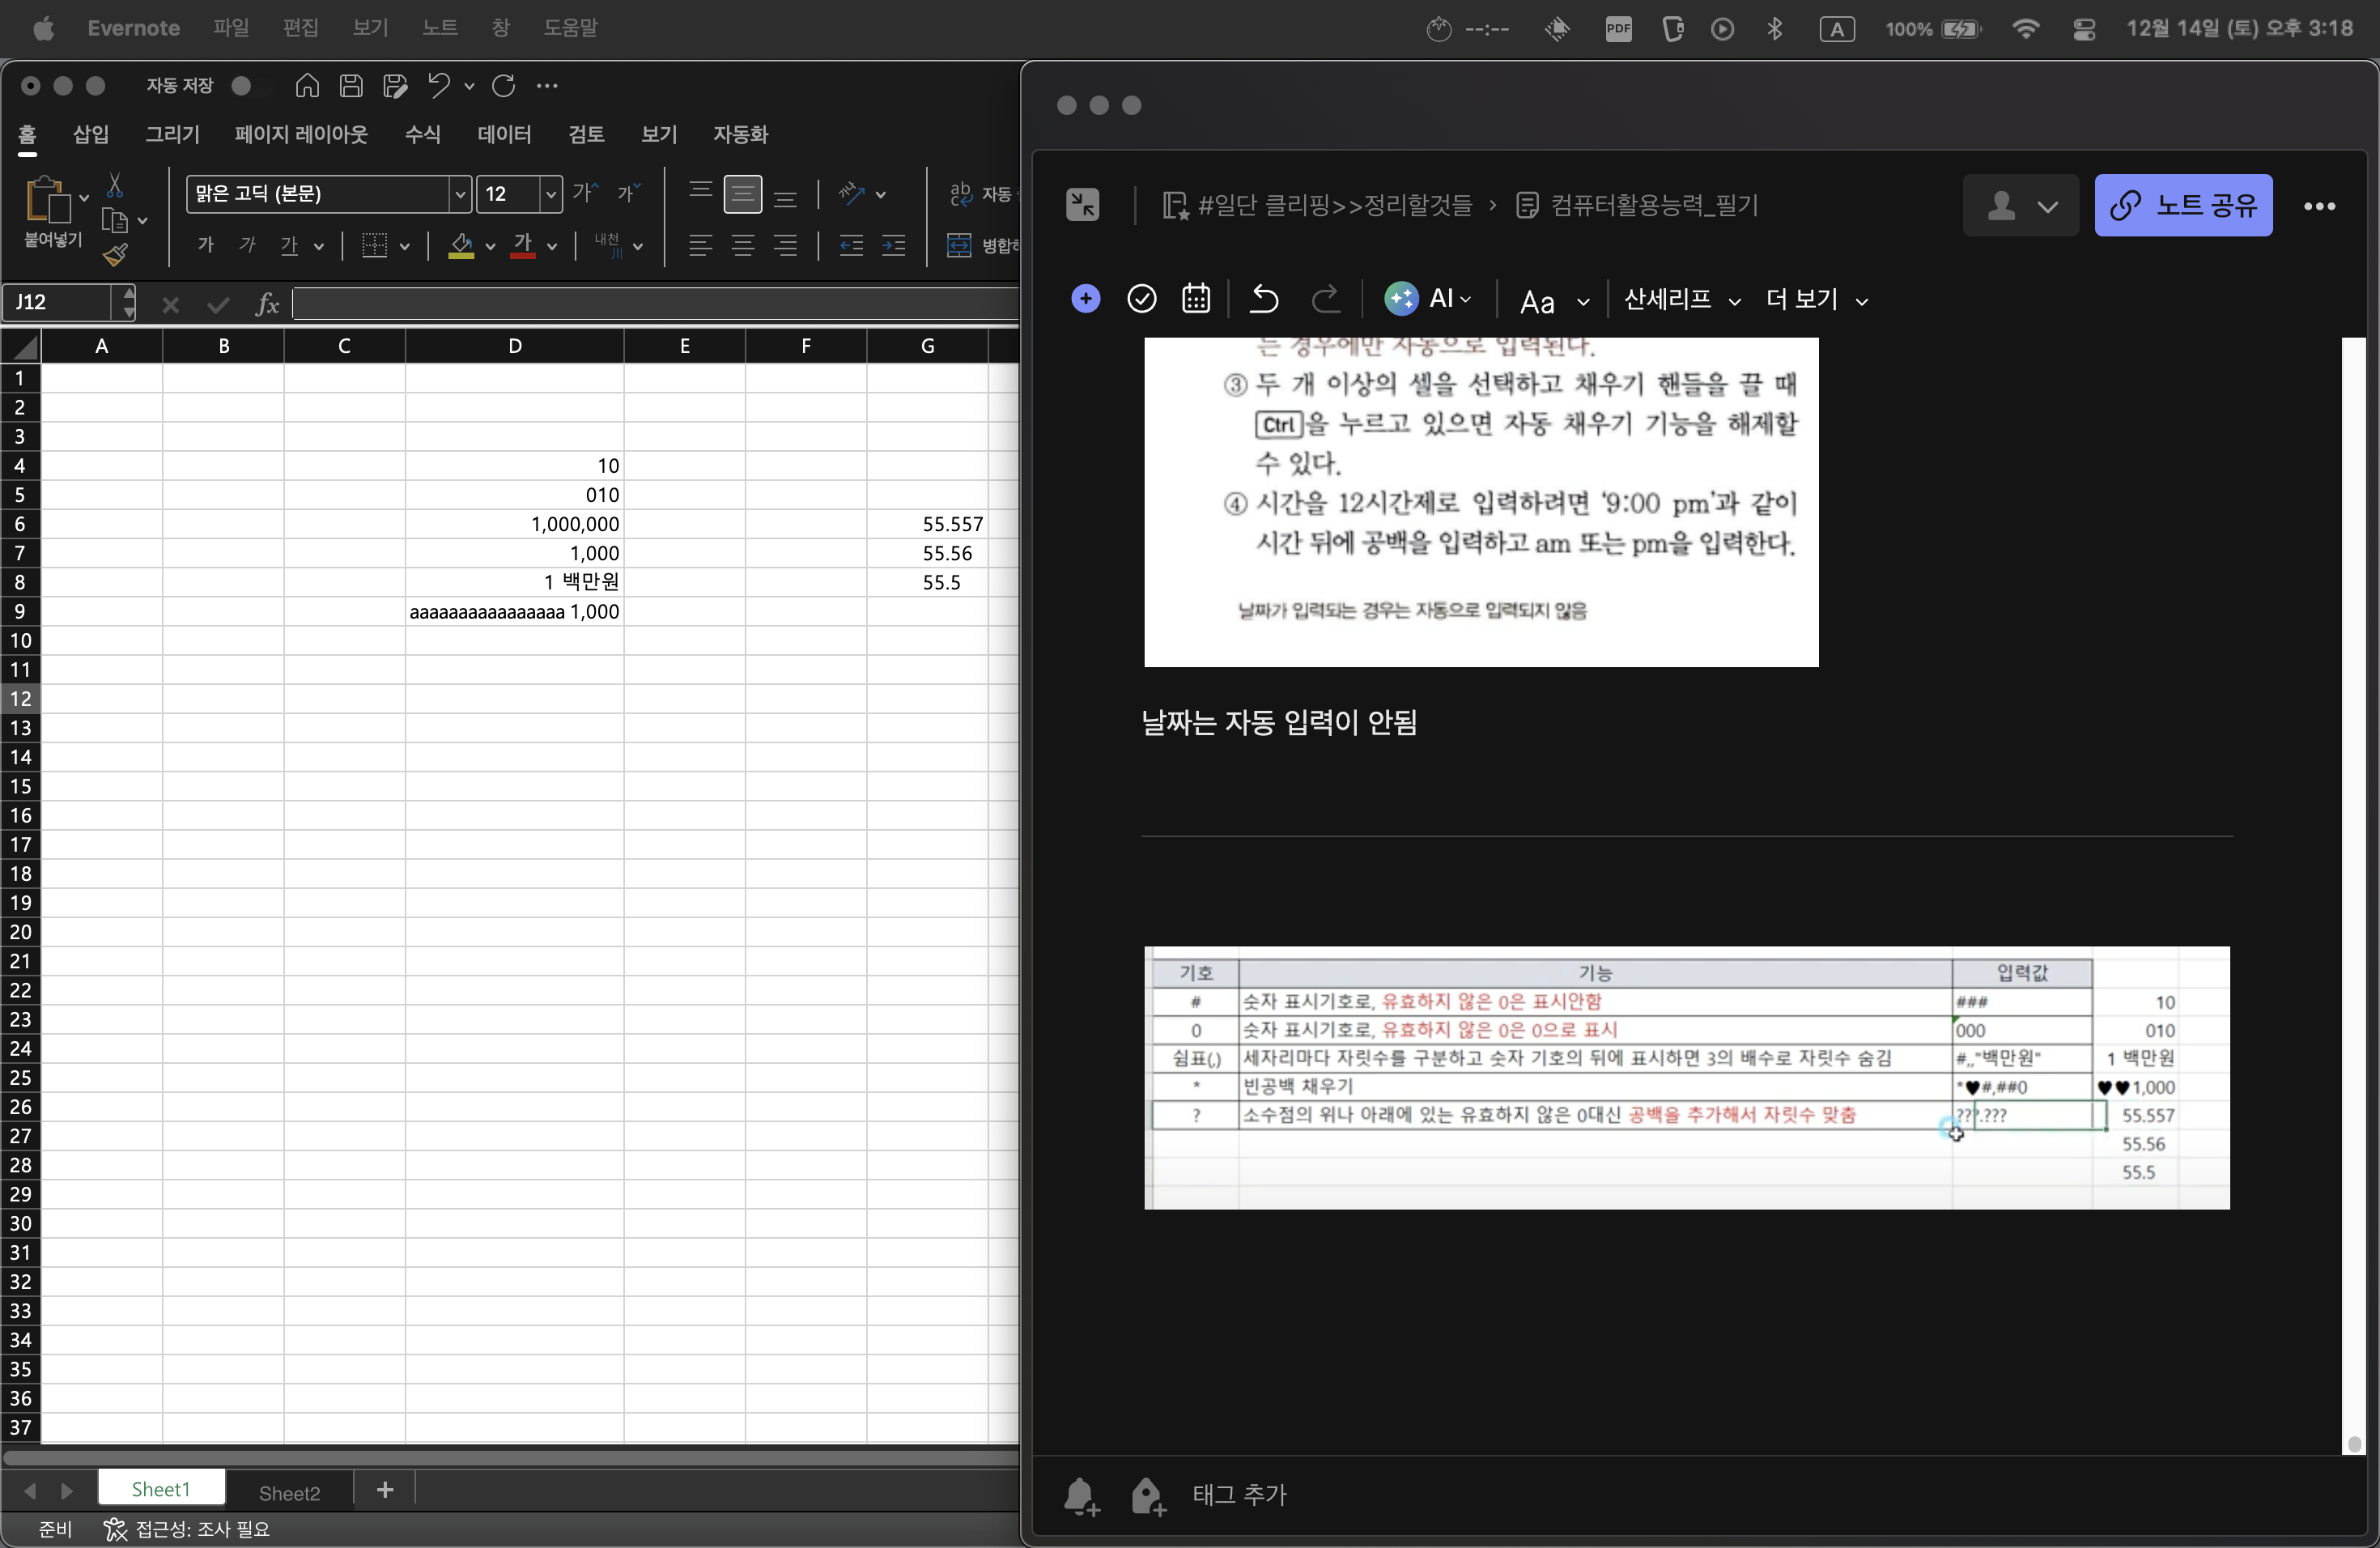 Evernote 파일 편집 보기 노트 창 도움말
--:-- PDF A 100% 12월 14일 (토) 오후 3:18
자동 저장
홈 삽입 그리기 페이지 레이아웃 수식 데이터 검토 보기 자동화
붙여넣기
맑은 고딕 (본문) 12 가 가
가 가 가 가 내천
ab 자동
병합하
J12 fx
A B C D E F G
1
2
3
4 10
5 010
6 1,000,000 55.557
7 1,000 55.56
8 1 백만원 55.5
9 aaaaaaaaaaaaaaaa 1,000
10
11
12
13
14
15
16
17
18
19
20
21
22
23
24
25
26
27
28
29
30
31
32
33
34
35
36
37
Sheet1 Sheet2 +
준비 접근성: 조사 필요
#일단 클리핑>>정리할것들 > 컴퓨터활용능력_필기
노트 공유
AI Aa 산세리프 더 보기
는 경우에만 자동으로 입력된다.
③ 두 개 이상의 셀을 선택하고 채우기 핸들을 끌 때
Ctrl을 누르고 있으면 자동 채우기 기능을 해제할
수 있다.
④ 시간을 12시간제로 입력하려면 ‘9:00 pm’과 같이
시간 뒤에 공백을 입력하고 am 또는 pm을 입력한다.
날짜가 입력되는 경우는 자동으로 입력되지 않음
날짜는 자동 입력이 안됨
기호 기능 입력값
# 숫자 표시기호로, 유효하지 않은 0은 표시안함 ### 10
0 숫자 표시기호로, 유효하지 않은 0은 0으로 표시 000 010
쉼표(,) 세자리마다 자릿수를 구분하고 숫자 기호의 뒤에 표시하면 3의 배수로 자릿수 숨김 #,,"백만원" 1 백만원
* 빈공백 채우기 *♥#,##0 ♥♥1,000
? 소수점의 위나 아래에 있는 유효하지 않은 0대신 공백을 추가해서 자릿수 맞춤 ???.??? 55.557
55.56
55.5
태그 추가